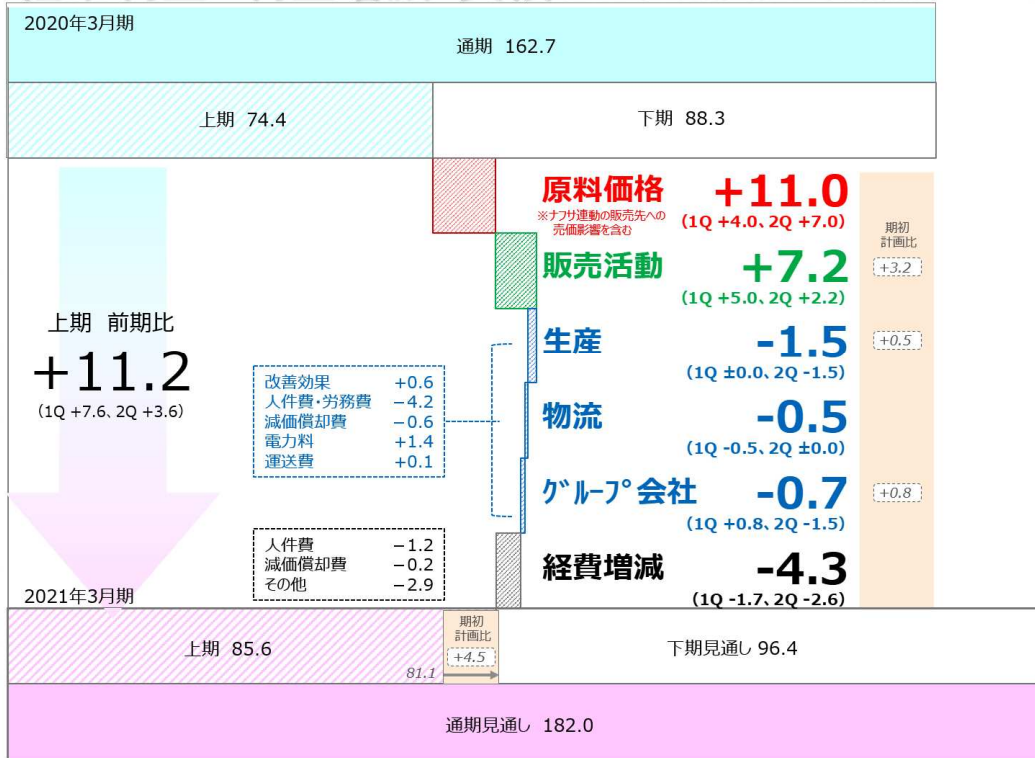 2020年3月期
通期 162.7
上期 74.4
下期 88.3
原料価格 +11.0
※ナフサ連動の販売先への
売価影響を含む
(1Q +4.0、2Q +7.0)
期初
計画比
販売活動 +7.2
+3.2
(1Q +5.0、2Q +2.2)
上期 前期比
+11.2
(1Q +7.6、2Q +3.6)
生産 -1.5
+0.5
(1Q ±0.0、2Q -1.5)
改善効果 +0.6
人件費・労務費 −4.2
減価償却費 −0.6
電力料 +1.4
運送費 +0.1
物流 -0.5
(1Q -0.5、2Q ±0.0)
グループ会社 -0.7
+0.8
(1Q +0.8、2Q -1.5)
人件費 −1.2
減価償却費 −0.2
その他 −2.9
経費増減 -4.3
(1Q -1.7、2Q -2.6)
2021年3月期
上期 85.6
81.1
期初
計画比
+4.5
下期見通し 96.4
通期見通し 182.0